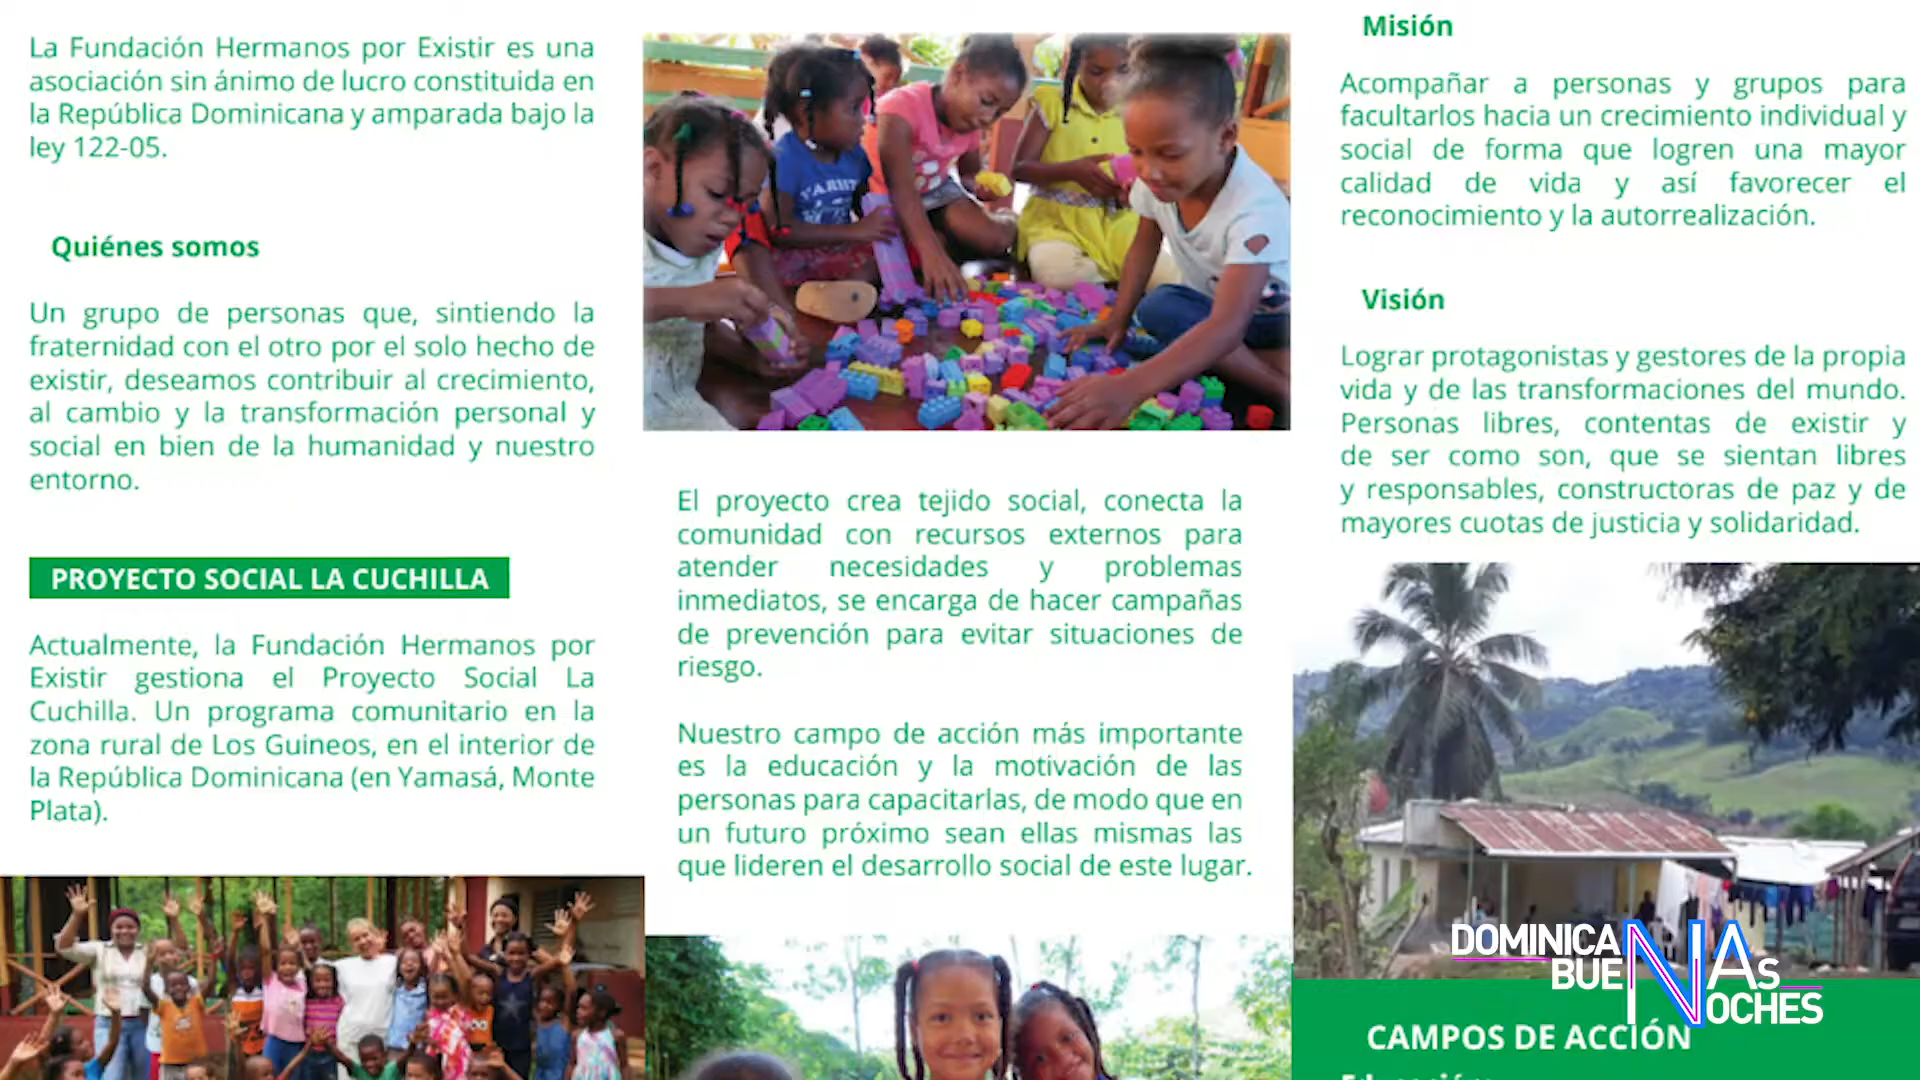 La Fundación Hermanos por Existir es una
asociación sin ánimo de lucro constituida en
la República Dominicana y amparada bajo la
ley 122-05.
Quiénes somos
Un grupo de personas que, sintiendo la
fraternidad con el otro por el solo hecho de
existir, deseamos contribuir al crecimiento,
al cambio y la transformación personal y
social en bien de la humanidad y nuestro
entorno.
PROYECTO SOCIAL LA CUCHILLA
Actualmente, la Fundación Hermanos por
Existir gestiona el Proyecto Social La
Cuchilla. Un programa comunitario en la
zona rural de Los Guineos, en el interior de
la República Dominicana (en Yamasá, Monte
Plata).
El proyecto crea tejido social, conecta la
comunidad con recursos externos para
atender necesidades y problemas
inmediatos, se encarga de hacer campañas
de prevención para evitar situaciones de
riesgo.
Nuestro campo de acción más importante
es la educación y la motivación de las
personas para capacitarlas, de modo que en
un futuro próximo sean ellas mismas las
que lideren el desarrollo social de este lugar.
Misión
Acompañar a personas y grupos para
facultarlos hacia un crecimiento individual y
social de forma que logren una mayor
calidad de vida y así favorecer el
reconocimiento y la autorrealización.
Visión
Lograr protagonistas y gestores de la propia
vida y de las transformaciones del mundo.
Personas libres, contentas de existir y
de ser como son, que se sientan libres
y responsables, constructoras de paz y de
mayores cuotas de justicia y solidaridad.
DOMINICANA
BUENAS
NOCHES
CAMPOS DE ACCIÓN